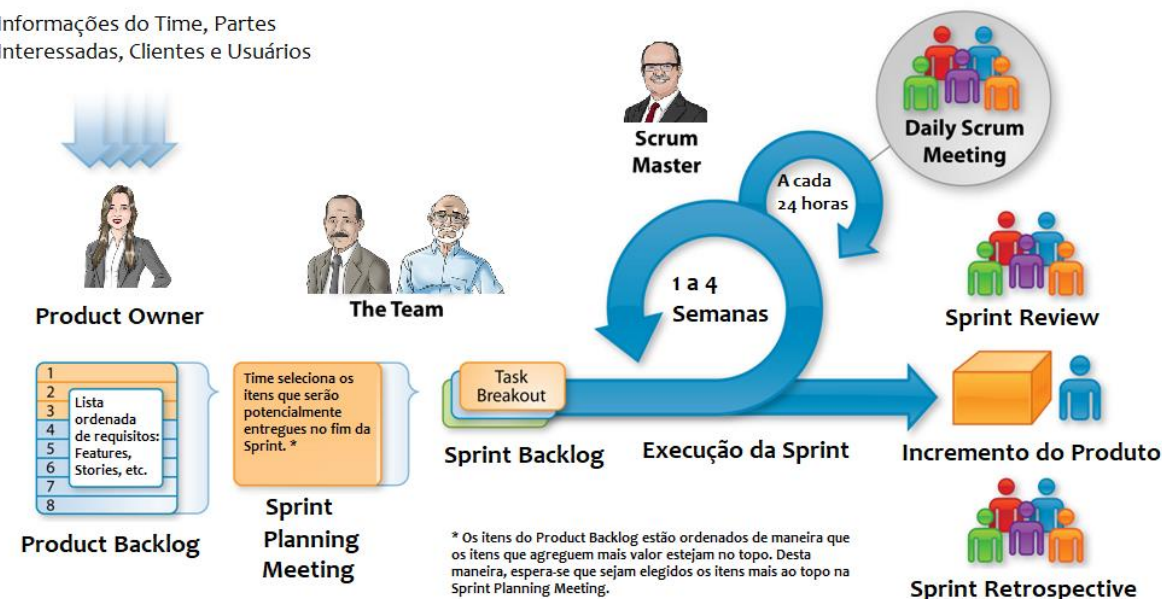 Informações do Time, Partes
Interessadas, Clientes e Usuários
Product Owner
The Team
Scrum
Master
A cada
24 horas
Daily Scrum
Meeting
1 a 4
Semanas
Sprint Review
1
2
3
4
5
6
7
8
Lista
ordenada
de requisitos:
Features,
Stories, etc.
Product Backlog
Time seleciona os
itens que serão
potencialmente
entregues no fim da
Sprint. *
Sprint
Planning
Meeting
Task
Breakout
Sprint Backlog
Execução da Sprint
Incremento do Produto
* Os itens do Product Backlog estão ordenados de maneira que
os itens que agreguem mais valor estejam no topo. Desta
maneira, espera-se que sejam elegidos os itens mais ao topo na
Sprint Planning Meeting.
Sprint Retrospective